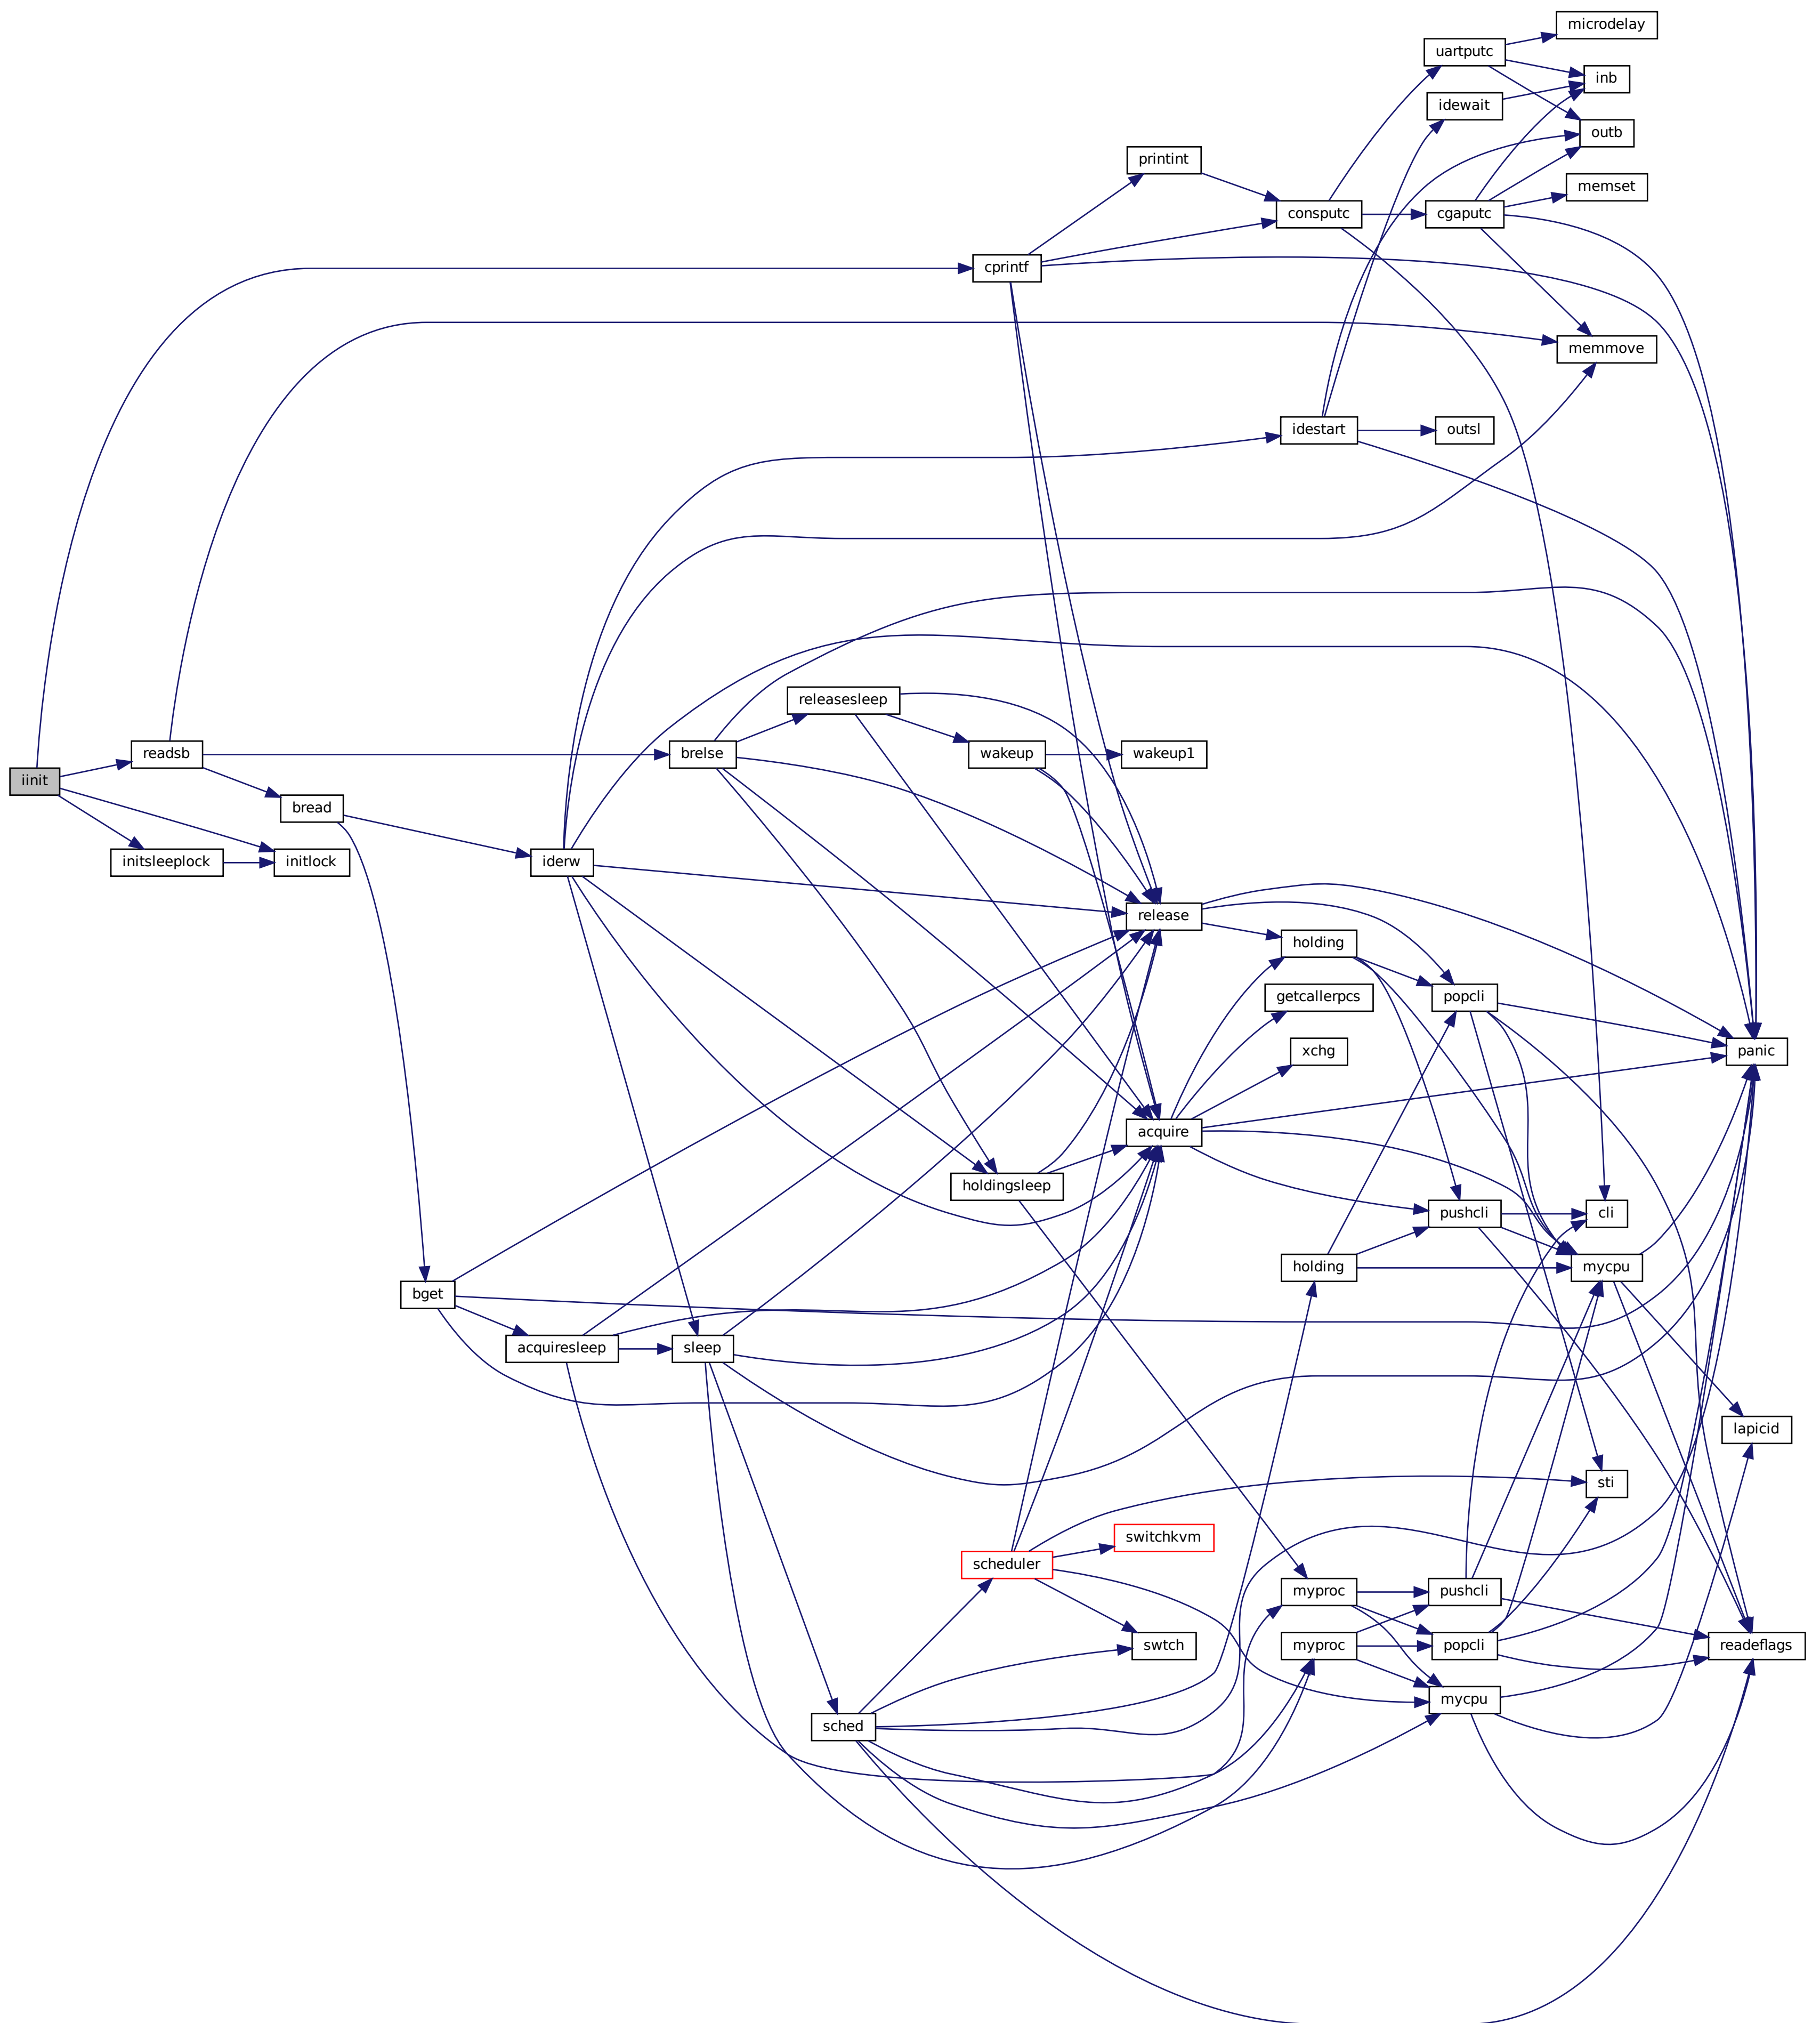 microdelay
uartputc
inb
idewait
outb
printint
memset
consputc
cgaputc
cprintf
memmove
idestart
outsl
releasesleep
readsb
brelse
wakeup
wakeup1
iinit
bread
initsleeplock
initlock
iderw
release
holding
getcallerpcs
popcli
xchg
panic
acquire
holdingsleep
pushcli
cli
holding
mycpu
bget
acquiresleep
sleep
lapicid
sti
switchkvm
scheduler
myproc
pushcli
swtch
myproc
popcli
readeflags
mycpu
sched